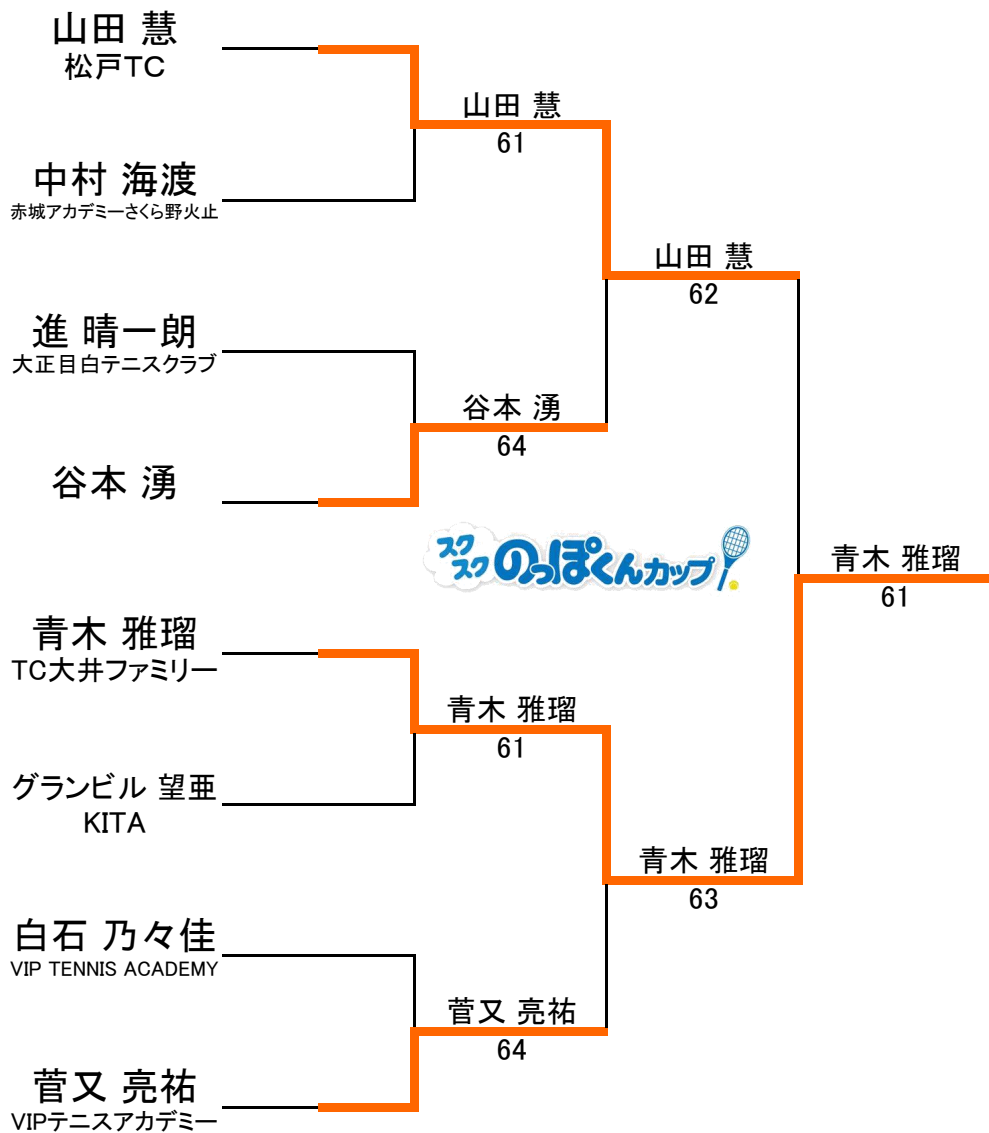 山田 慧
松戸TC
山田 慧
61
中村 海渡
赤城アカデミーさくら野火止
山田 慧
62
進 晴一朗
大正目白テニスクラブ
谷本 湧
64
谷本 湧
スク
スク
のっぽくんカップ
青木 雅瑠
61
青木 雅瑠
TC大井ファミリー
青木 雅瑠
61
グランビル 望亜
KITA
青木 雅瑠
63
白石 乃々佳
VIP TENNIS ACADEMY
菅又 亮祐
64
菅又 亮祐
VIPテニスアカデミー